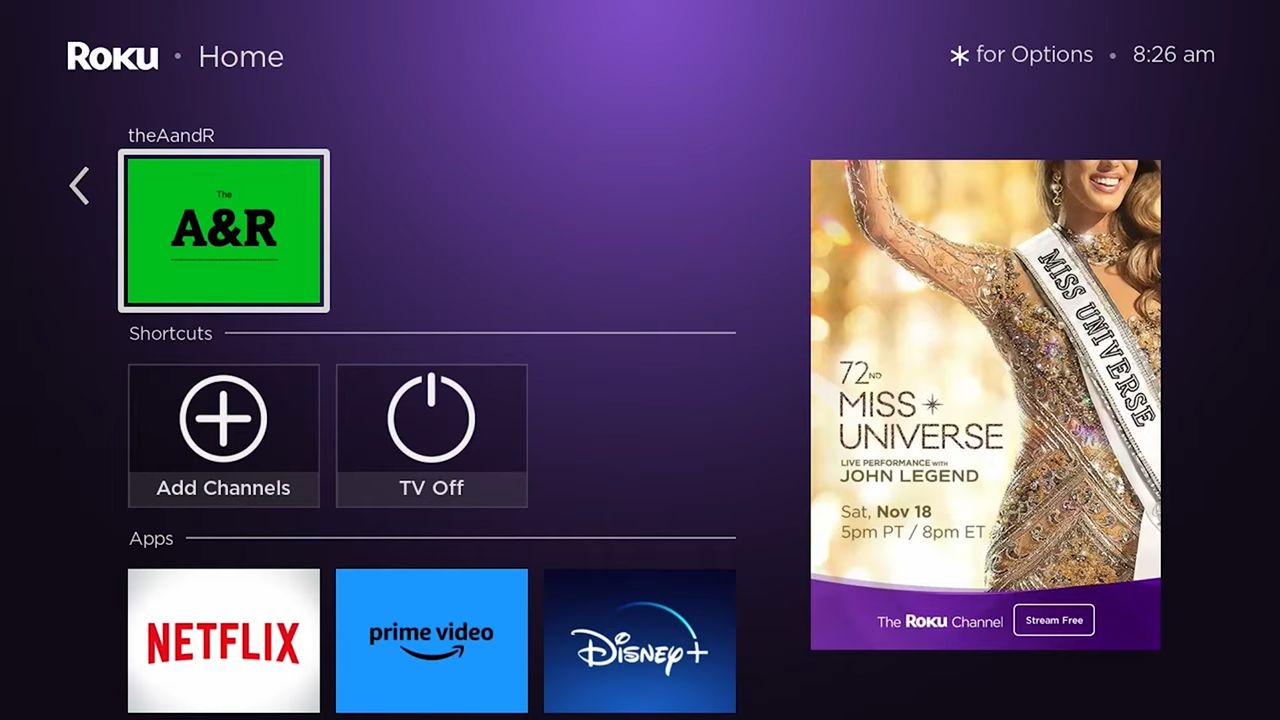 Roku • Home
* for Options • 8:26 am
theAandR
The
A&R
Shortcuts
Add Channels
TV Off
Apps
NETFLIX
prime video
Disney+
MISS UNIVERSE
72ND
MISS
UNIVERSE
LIVE PERFORMANCE WITH
JOHN LEGEND
Sat, Nov 18
5pm PT / 8pm ET
The Roku Channel
Stream Free